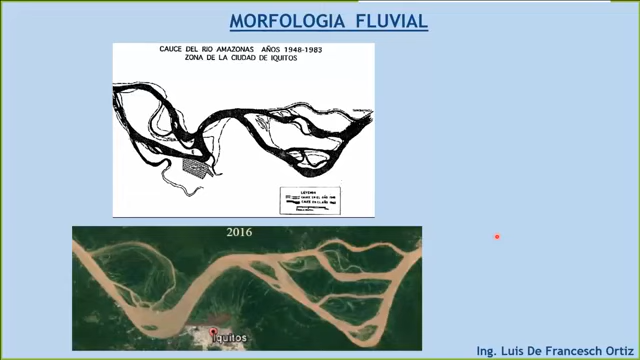 MORFOLOGIA FLUVIAL
CAUCE DEL RIO AMAZONAS AÑOS 1948-1983
ZONA DE LA CIUDAD DE IQUITOS
LEYENDA
2016
Iquitos
Ing. Luis De Francesch Ortiz